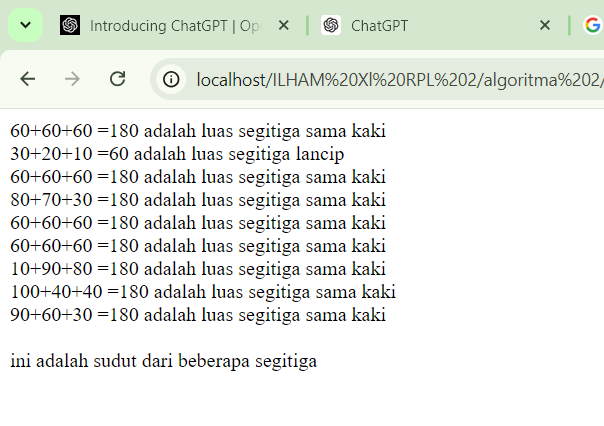 Introducing ChatGPT | Op
ChatGPT
localhost/ILHAM%20XI%20RPL%202/algoritma%202/
60+60+60 =180 adalah luas segitiga sama kaki
30+20+10 =60 adalah luas segitiga lancip
60+60+60 =180 adalah luas segitiga sama kaki
80+70+30 =180 adalah luas segitiga sama kaki
60+60+60 =180 adalah luas segitiga sama kaki
60+60+60 =180 adalah luas segitiga sama kaki
10+90+80 =180 adalah luas segitiga sama kaki
100+40+40 =180 adalah luas segitiga sama kaki
90+60+30 =180 adalah luas segitiga sama kaki
ini adalah sudut dari beberapa segitiga